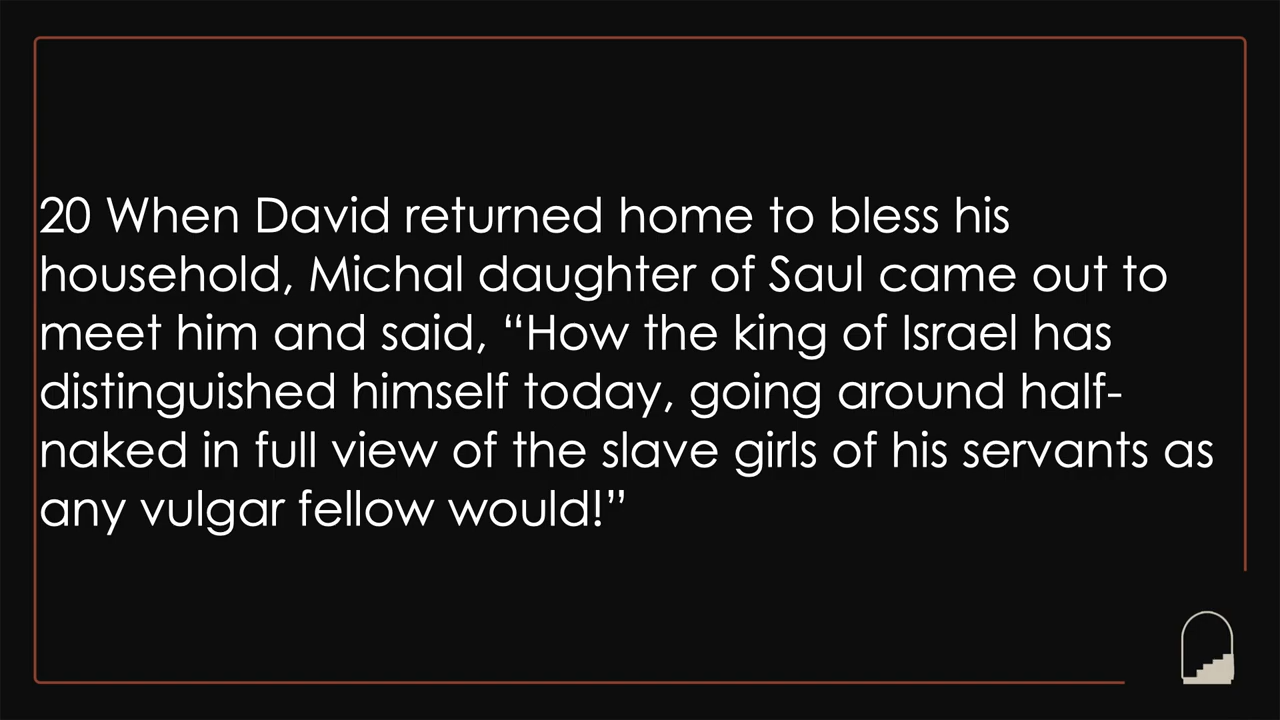 20 When David returned home to bless his
household, Michal daughter of Saul came out to
meet him and said, “How the king of Israel has
distinguished himself today, going around half-
naked in full view of the slave girls of his servants as
any vulgar fellow would!”